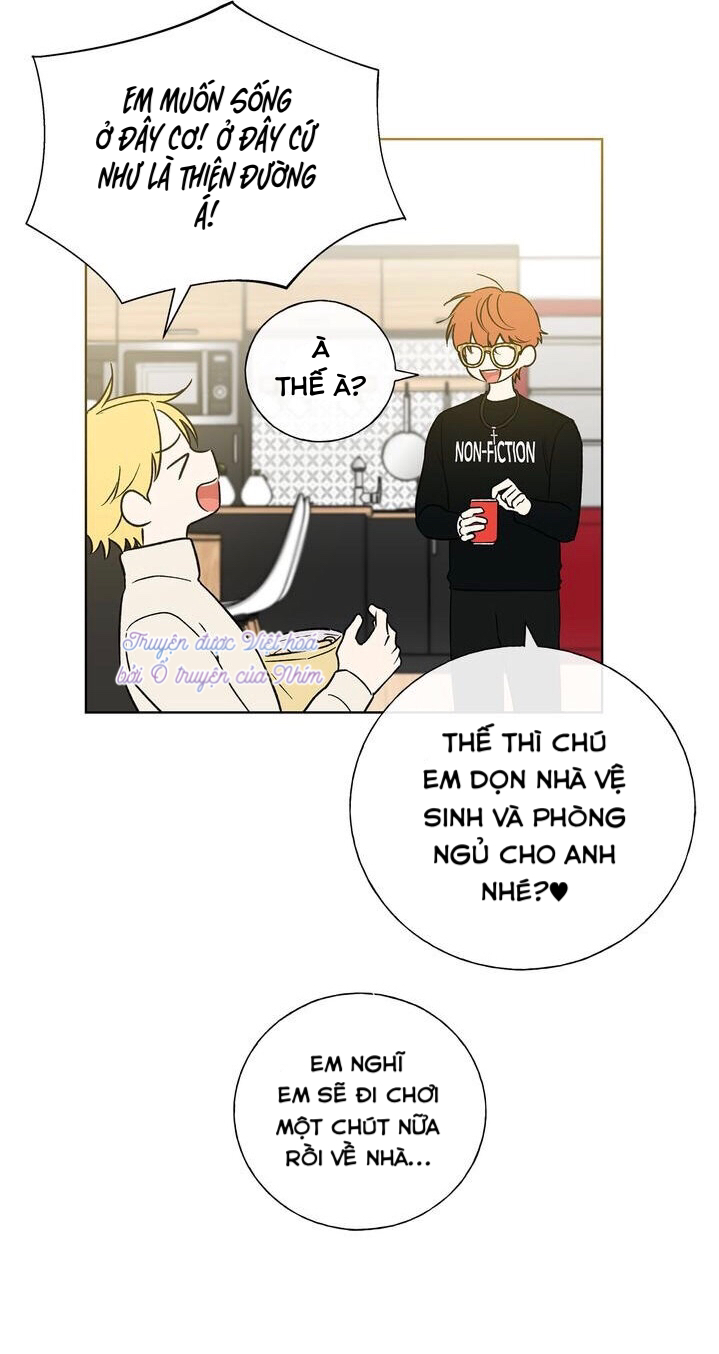 EM MUỐN SỐNG
Ở ĐÂY CƠ! Ở ĐÂY CỨ
NHƯ LÀ THIÊN ĐƯỜNG
Á!
À
THẾ À?
NON-FICTION
Truyện được Việt hoá
bởi Ổ truyện của Nhím
THẾ THÌ CHÚ
EM DỌN NHÀ VỆ
SINH VÀ PHÒNG
NGỦ CHO ANH
NHÉ?♥
EM NGHĨ
EM SẼ ĐI CHƠI
MỘT CHÚT NỮA
RỒI VỀ NHÀ...